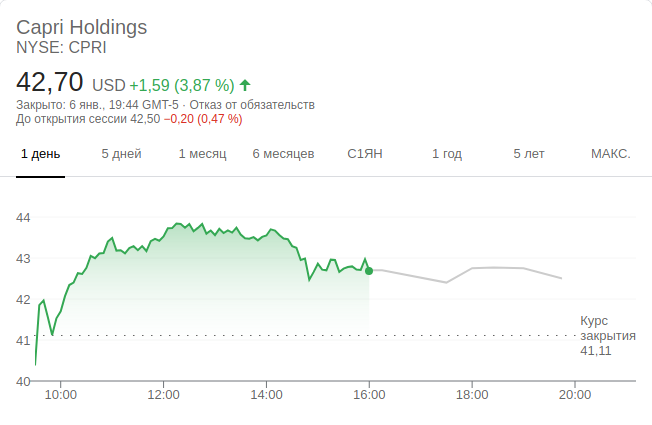 Capri Holdings
NYSE: CPRI
42,70 USD +1,59 (3,87 %)
Закрыто: 6 янв., 19:44 GMT-5 · Отказ от обязательств
До открытия сессии 42,50 −0,20 (0,47 %)
1 день 5 дней 1 месяц 6 месяцев С1ЯН 1 год 5 лет МАКС.
44
43
42
41
40
Курс
закрытия
41,11
10:00 12:00 14:00 16:00 18:00 20:00